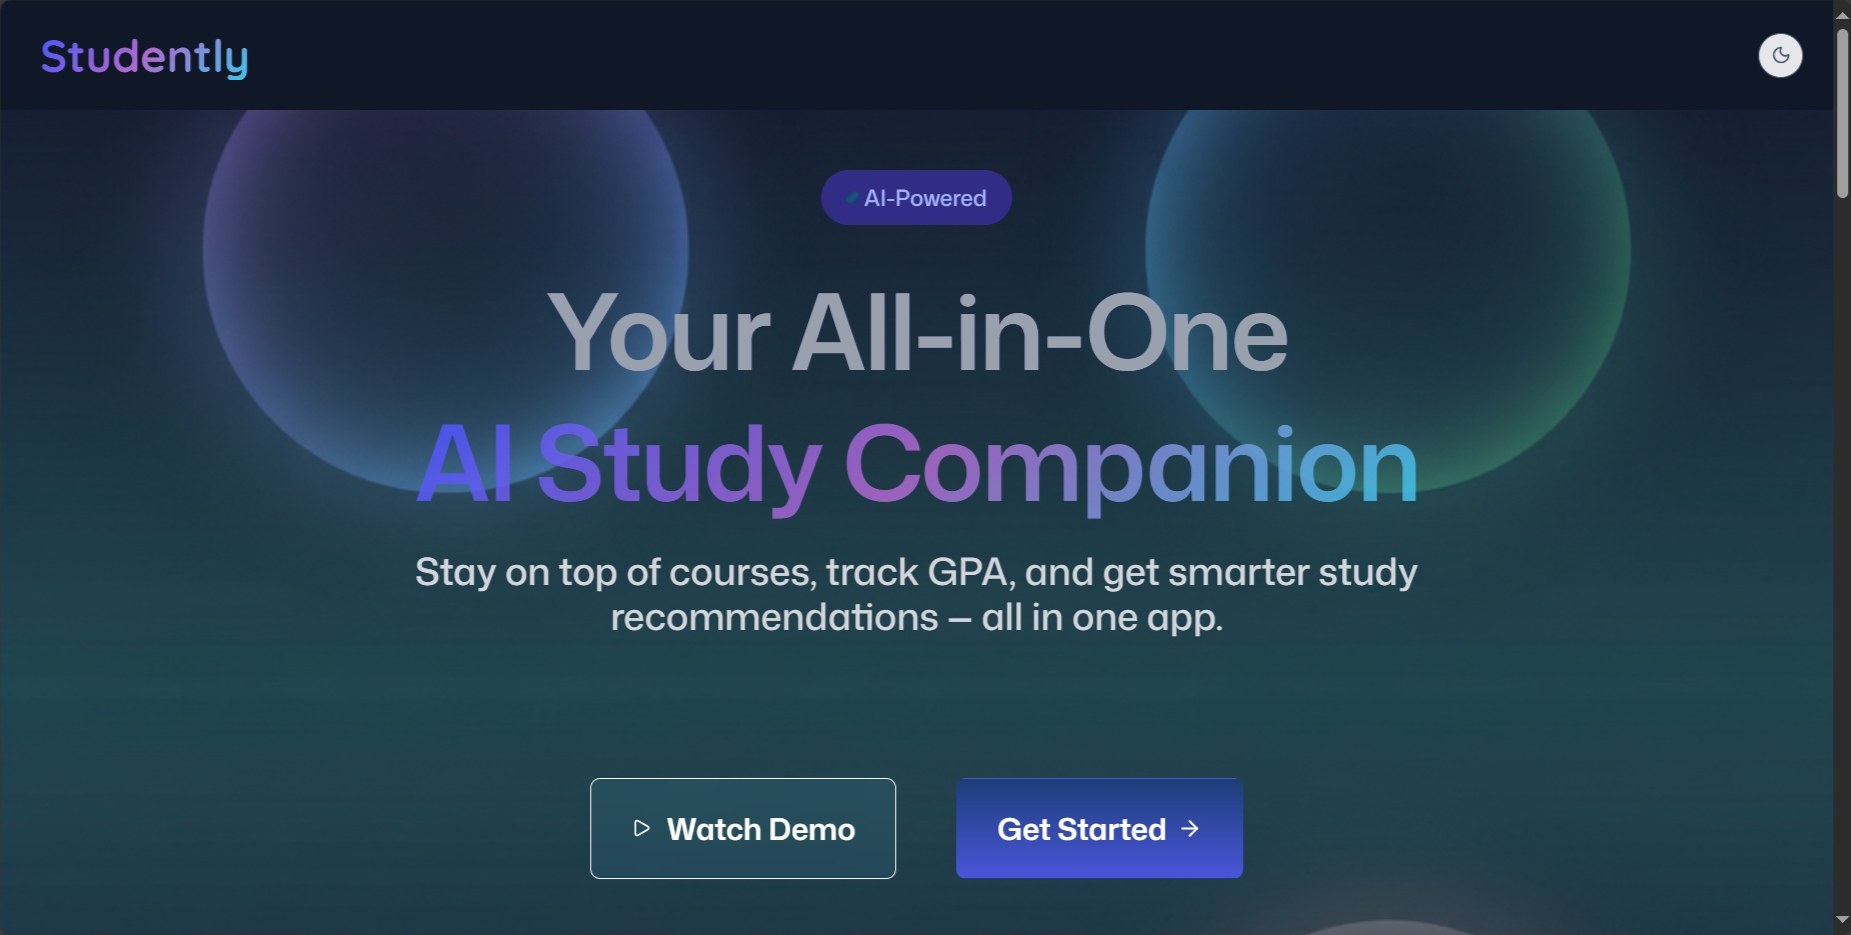 Studently
AI-Powered
Your All-in-One
AI Study Companion
Stay on top of courses, track GPA, and get smarter study
recommendations — all in one app.
Watch Demo
Get Started →